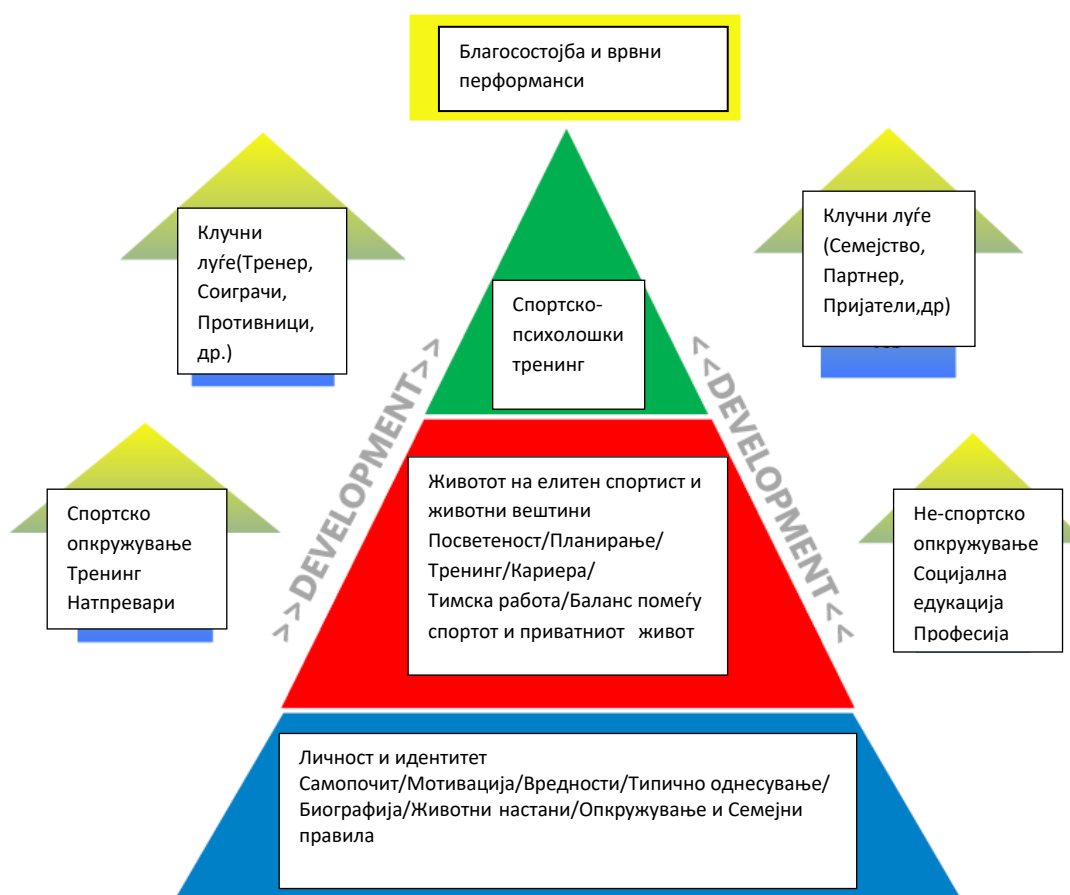 Благосостојба и врвни
перформанси
Клучни
луѓе(Тренер,
Соиграчи,
Противници,
др.)
Клучни луѓе
(Семејство,
Партнер,
Пријатели,др)
Спортско-
психолошки
тренинг
>>DEVELOPMENT>>
<<DEVELOPMENT<<
Спортско
опкружување
Тренинг
Натпревари
Животот на елитен спортист и
животни вештини
Посветеност/Планирање/
Тренинг/Кариера/
Тимска работа/Баланс помеѓу
спортот и приватниот живот
Не-спортско
опкружување
Социјална
едукација
Професија
Личност и идентитет
Самопочит/Мотивација/Вредности/Типично однесување/
Биографија/Животни настани/Опкружување и Семејни
правила